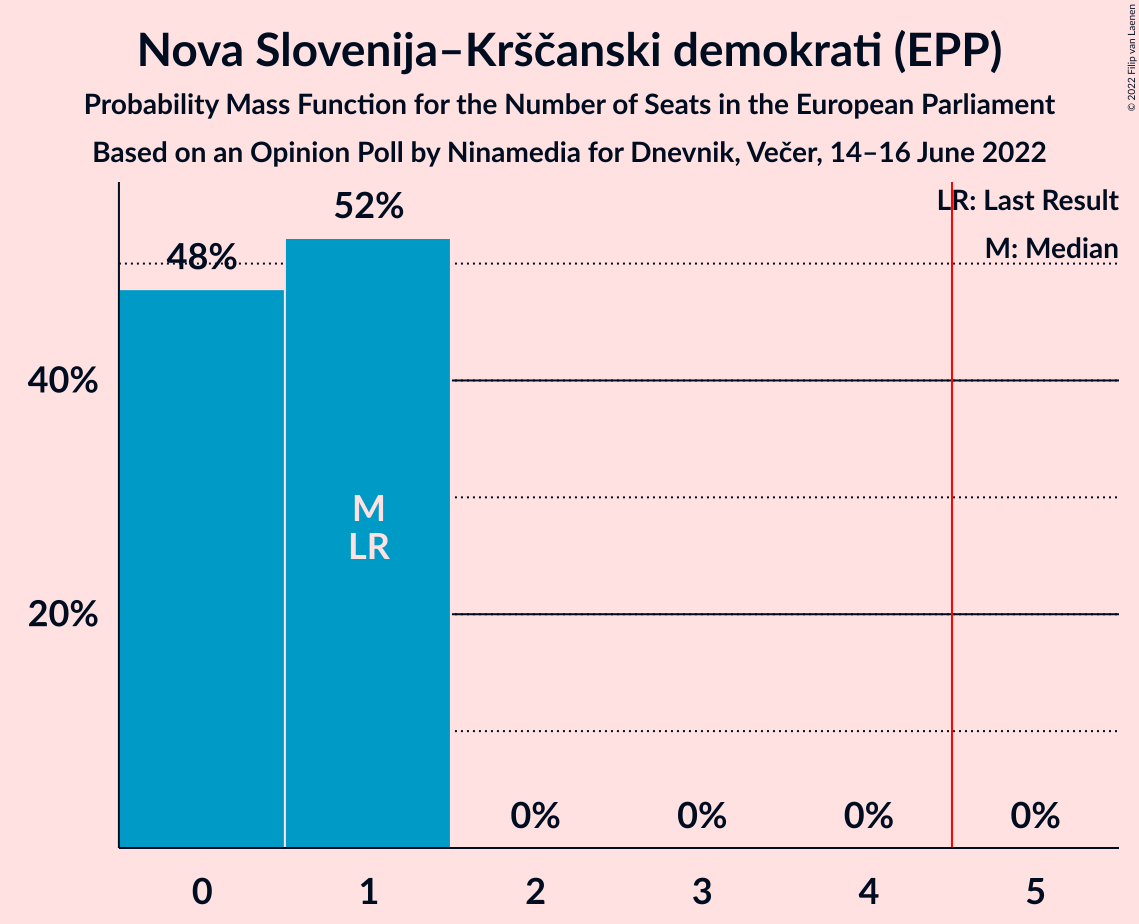 Nova Slovenija–Krščanski demokrati (EPP)
Probability Mass Function for the Number of Seats in the European Parliament
Based on an Opinion Poll by Ninamedia for Dnevnik, Večer, 14–16 June 2022
© 2022 Filip van Laenen
LR: Last Result
M: Median
52%
48%
40%
20%
M
LR
0% 0% 0% 0%
0 1 2 3 4 5